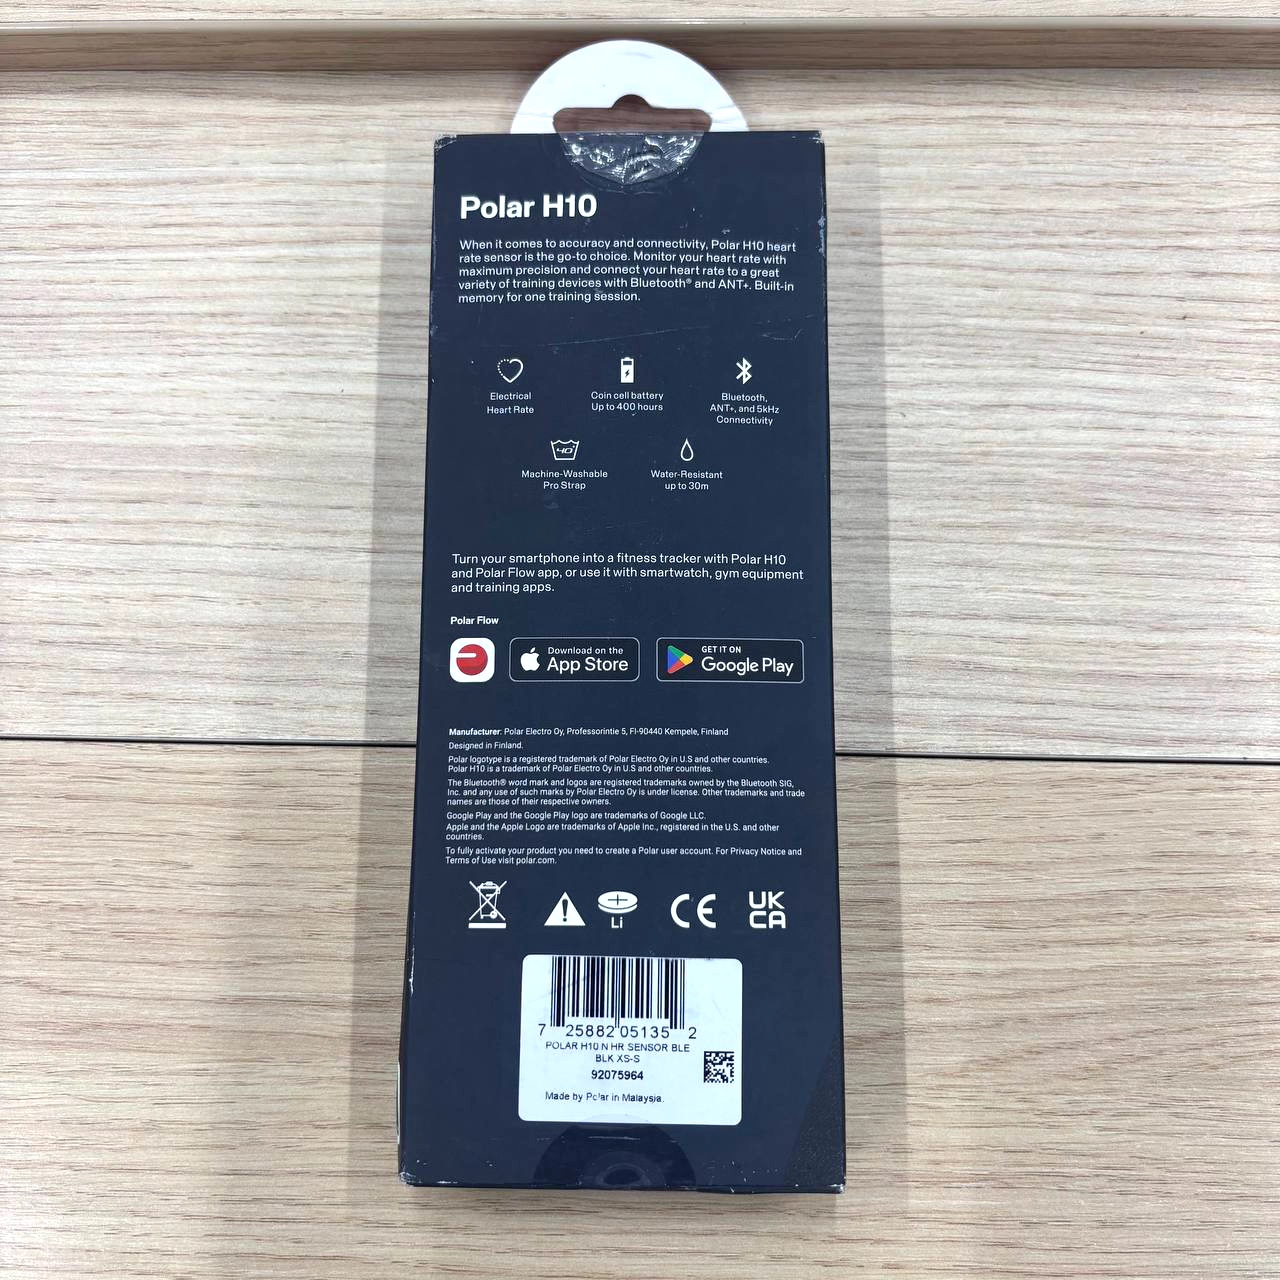 Polar H10
When it comes to accuracy and connectivity, Polar H10 heart
rate sensor is the go-to choice. Monitor your heart rate with
maximum precision and connect your heart rate to a great
variety of training devices with Bluetooth® and ANT+. Built-in
memory for one training session.
Electrical
Heart Rate
Coin cell battery
Up to 400 hours
Bluetooth,
ANT+, and 5kHz
Connectivity
40°
Machine-Washable
Pro Strap
Water-Resistant
up to 30m
Turn your smartphone into a fitness tracker with Polar H10
and Polar Flow app, or use it with smartwatch, gym equipment
and training apps.
Polar Flow
Download on the
App Store
GET IT ON
Google Play
Manufacturer: Polar Electro Oy, Professorintie 5, FI-90440 Kempele, Finland
Designed in Finland.
Polar logotype is a registered trademark of Polar Electro Oy in U.S and other countries.
Polar H10 is a trademark of Polar Electro Oy in U.S and other countries.
The Bluetooth® word mark and logos are registered trademarks owned by the Bluetooth SIG,
Inc. and any use of such marks by Polar Electro Oy is under license. Other trademarks and trade
names are those of their respective owners.
Google Play and the Google Play logo are trademarks of Google LLC.
Apple and the Apple Logo are trademarks of Apple Inc., registered in the U.S. and other
countries.
To fully activate your product you need to create a Polar user account. For Privacy Notice and
Terms of Use visit polar.com.
Li
CE
UK
CA
7 25882 05135 2
POLAR H10 N HR SENSOR BLE
BLK XS-S
92075964
Made by Polar in Malaysia.